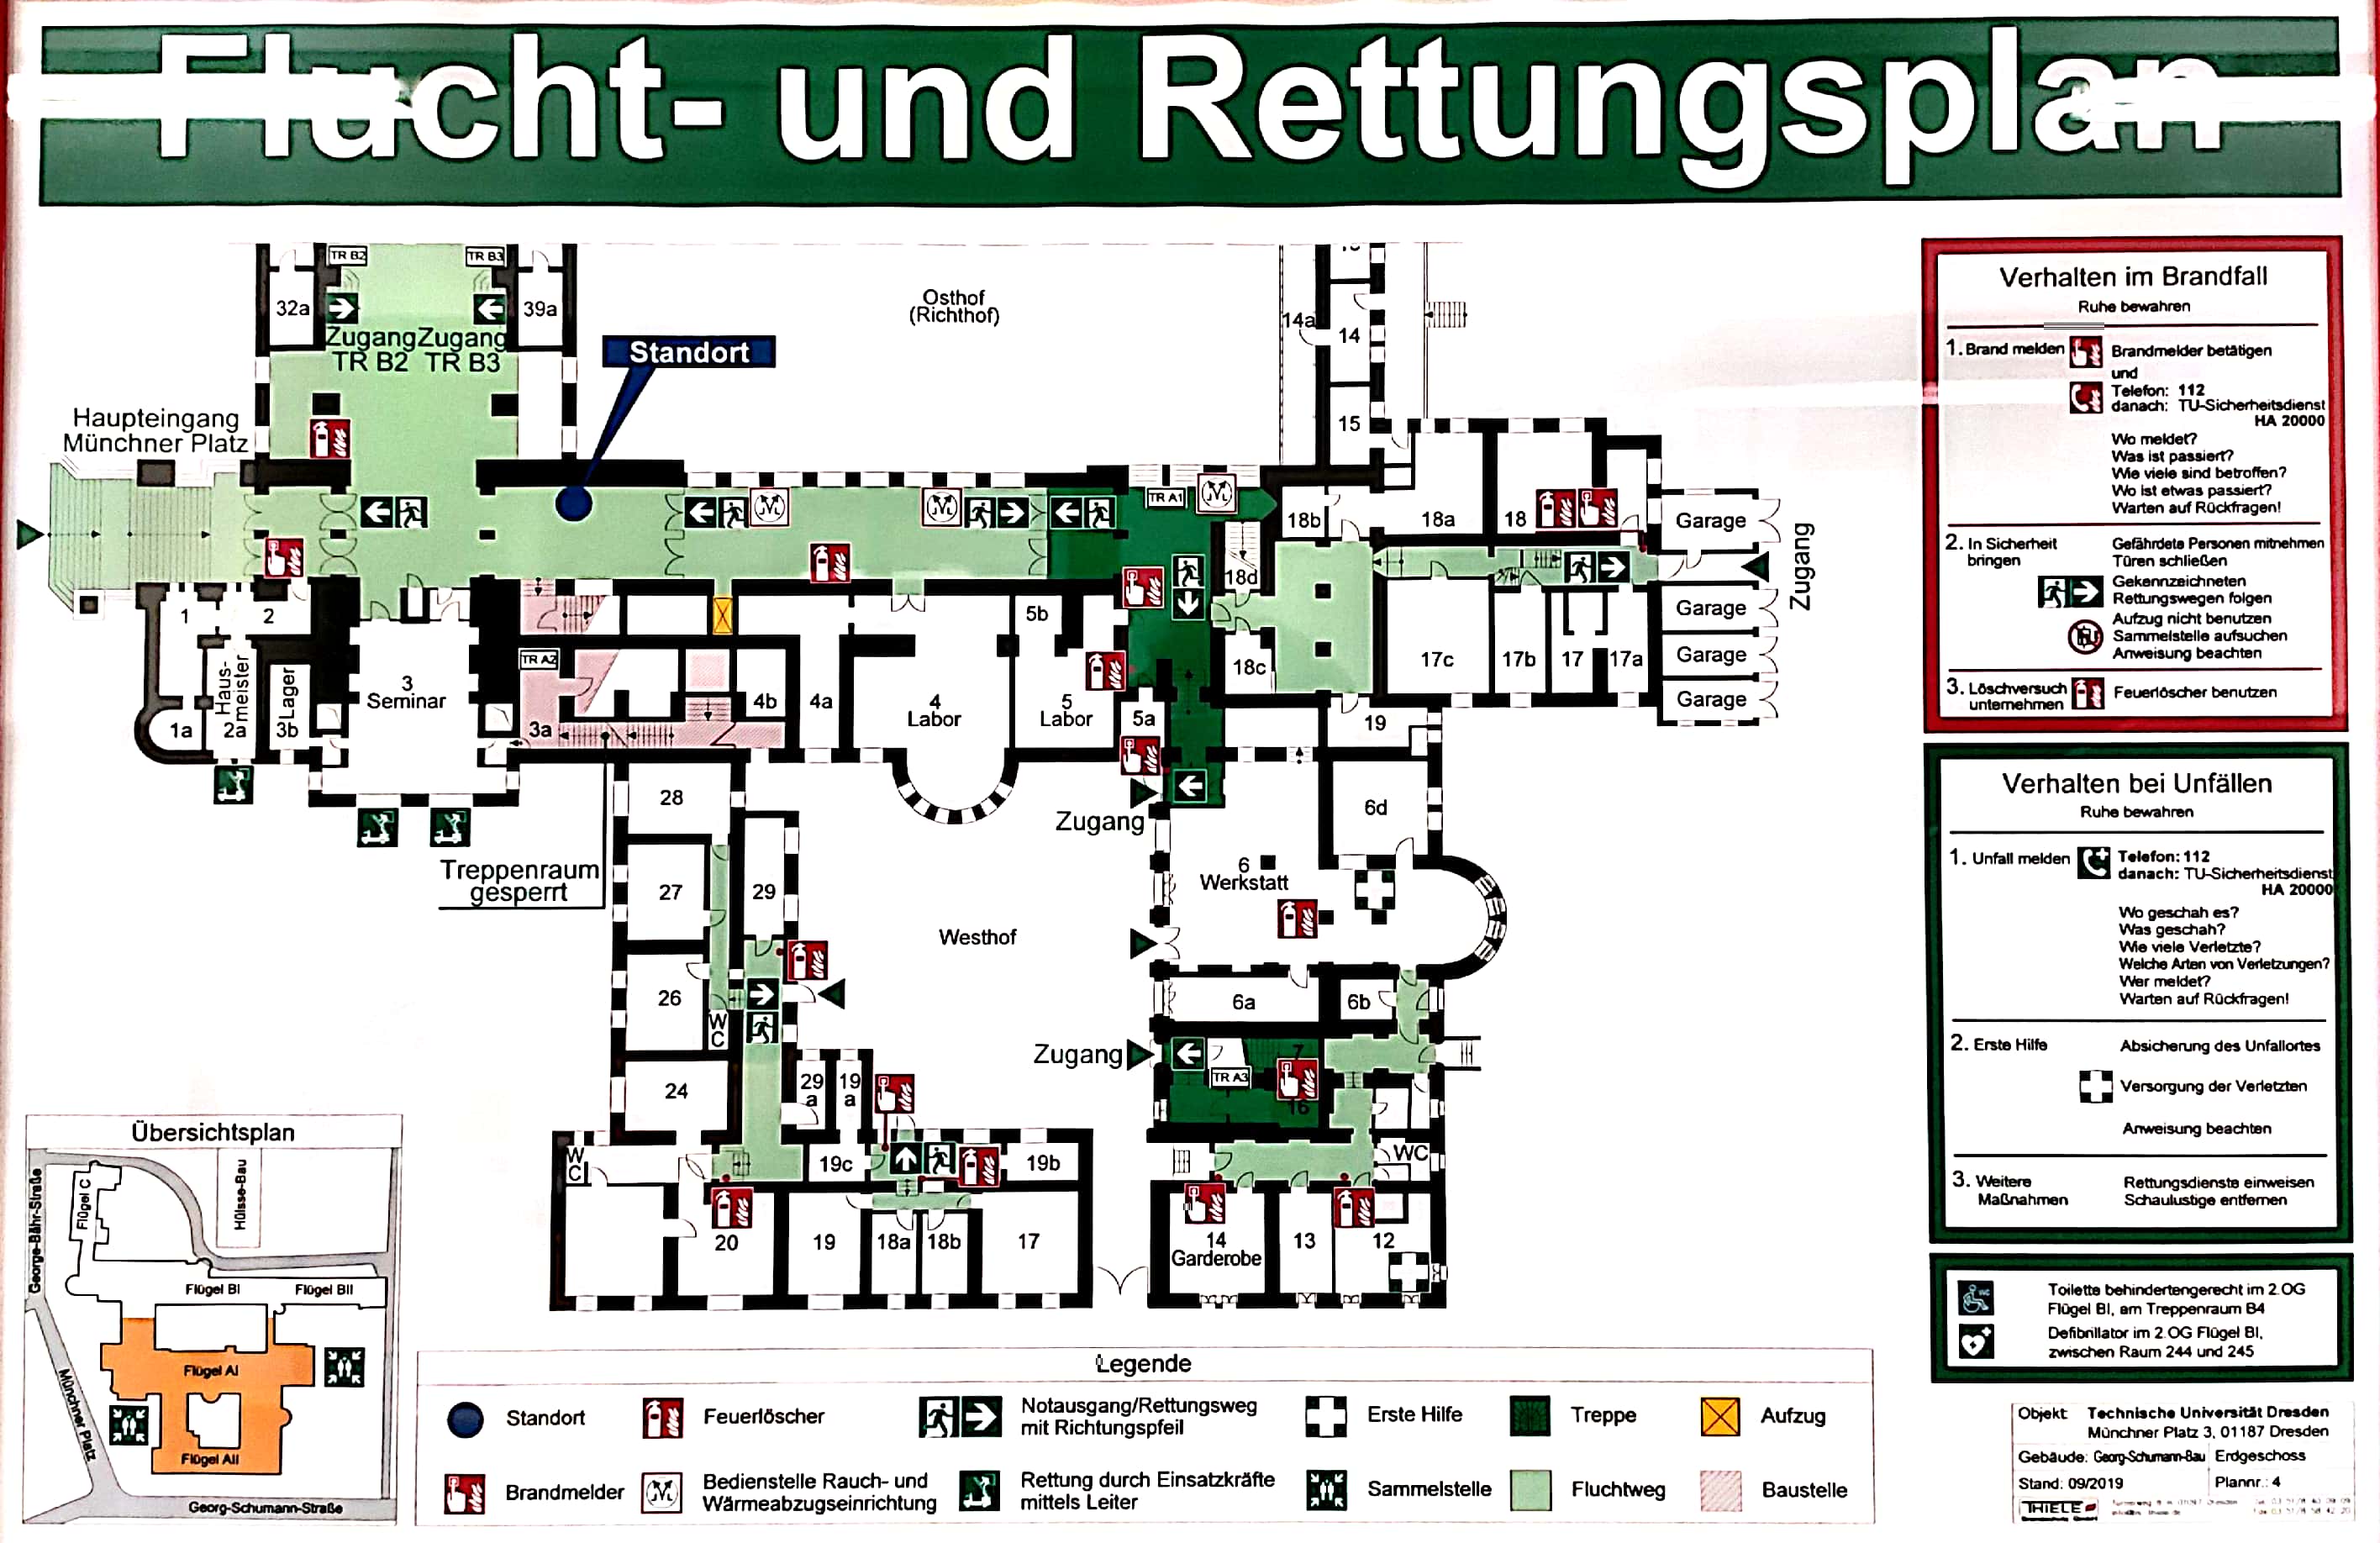 Flucht- und Rettungsplan
TR B2
TR B3
32a
39a
Zugang
TR B2
Zugang
TR B3
Standort
Osthof
(Richthof)
14a
14
15
Haupteingang
Münchner Platz
TR A1
18b
18a
18
Garage
Zugang
18d
1
2
5b
Garage
Haus-
meister
Lager
3
Seminar
TR A2
4b
4a
4
Labor
5
Labor
5a
18c
17c
17b
17
17a
Garage
Garage
1a
2a
3b
3a
19
28
Zugang
6d
Treppenraum
gesperrt
27
29
6
Werkstatt
Westhof
26
WC
6a
6b
Zugang
7
TR A3
16
24
29a
19a
WC
19c
19b
WC
20
19
18a
18b
17
14
Garderobe
13
12
Verhalten im Brandfall
Ruhe bewahren
1. Brand melden
Brandmelder betätigen
und
Telefon: 112
danach: TU-Sicherheitsdienst
HA 20000
Wo meldet?
Was ist passiert?
Wie viele sind betroffen?
Wo ist etwas passiert?
Warten auf Rückfragen!
2. In Sicherheit
bringen
Gefährdete Personen mitnehmen
Türen schließen
Gekennzeichneten
Rettungswegen folgen
Aufzug nicht benutzen
Sammelstelle aufsuchen
Anweisung beachten
3. Löschversuch
unternehmen
Feuerlöscher benutzen
Verhalten bei Unfällen
Ruhe bewahren
1. Unfall melden
Telefon: 112
danach: TU-Sicherheitsdienst
HA 20000
Wo geschah es?
Was geschah?
Wie viele Verletzte?
Welche Arten von Verletzungen?
Wer meldet?
Warten auf Rückfragen!
2. Erste Hilfe
Absicherung des Unfallortes
Versorgung der Verletzten
Anweisung beachten
3. Weitere
Maßnahmen
Rettungsdienste einweisen
Schaulustige entfernen
Toilette behindertengerecht im 2.OG
Flügel BI, am Treppenraum B4
Defibrillator im 2.OG Flügel BI,
zwischen Raum 244 und 245
Objekt: Technische Universität Dresden
Münchner Platz 3, 01187 Dresden
Gebäude: Georg-Schumann-Bau Erdgeschoss
Stand: 09/2019 Plannr.: 4
THIELE
Übersichtsplan
George-Bähr-Straße
Flügel C
Hülsse-Bau
Flügel BI
Flügel BII
Flügel AI
Münchner Platz
Flügel AII
Georg-Schumann-Straße
Legende
Standort
Feuerlöscher
Notausgang/Rettungsweg
mit Richtungspfeil
Erste Hilfe
Treppe
Aufzug
Brandmelder
Bedienstelle Rauch- und
Wärmeabzugseinrichtung
Rettung durch Einsatzkräfte
mittels Leiter
Sammelstelle
Fluchtweg
Baustelle